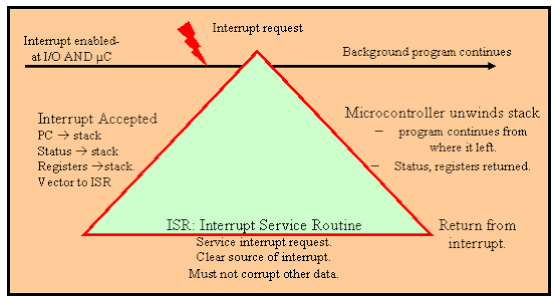 Interrupt request
Interrupt enabled-
at I/O AND µC
Background program continues
Interrupt Accepted
PC → stack
Status → stack
Registers →stack.
Vector to ISR
Microcontroller unwinds stack
– program continues from
where it left.
– Status, registers returned.
ISR: Interrupt Service Routine
Service interrupt request.
Clear source of interrupt.
Must not corrupt other data.
Return from
interrupt.